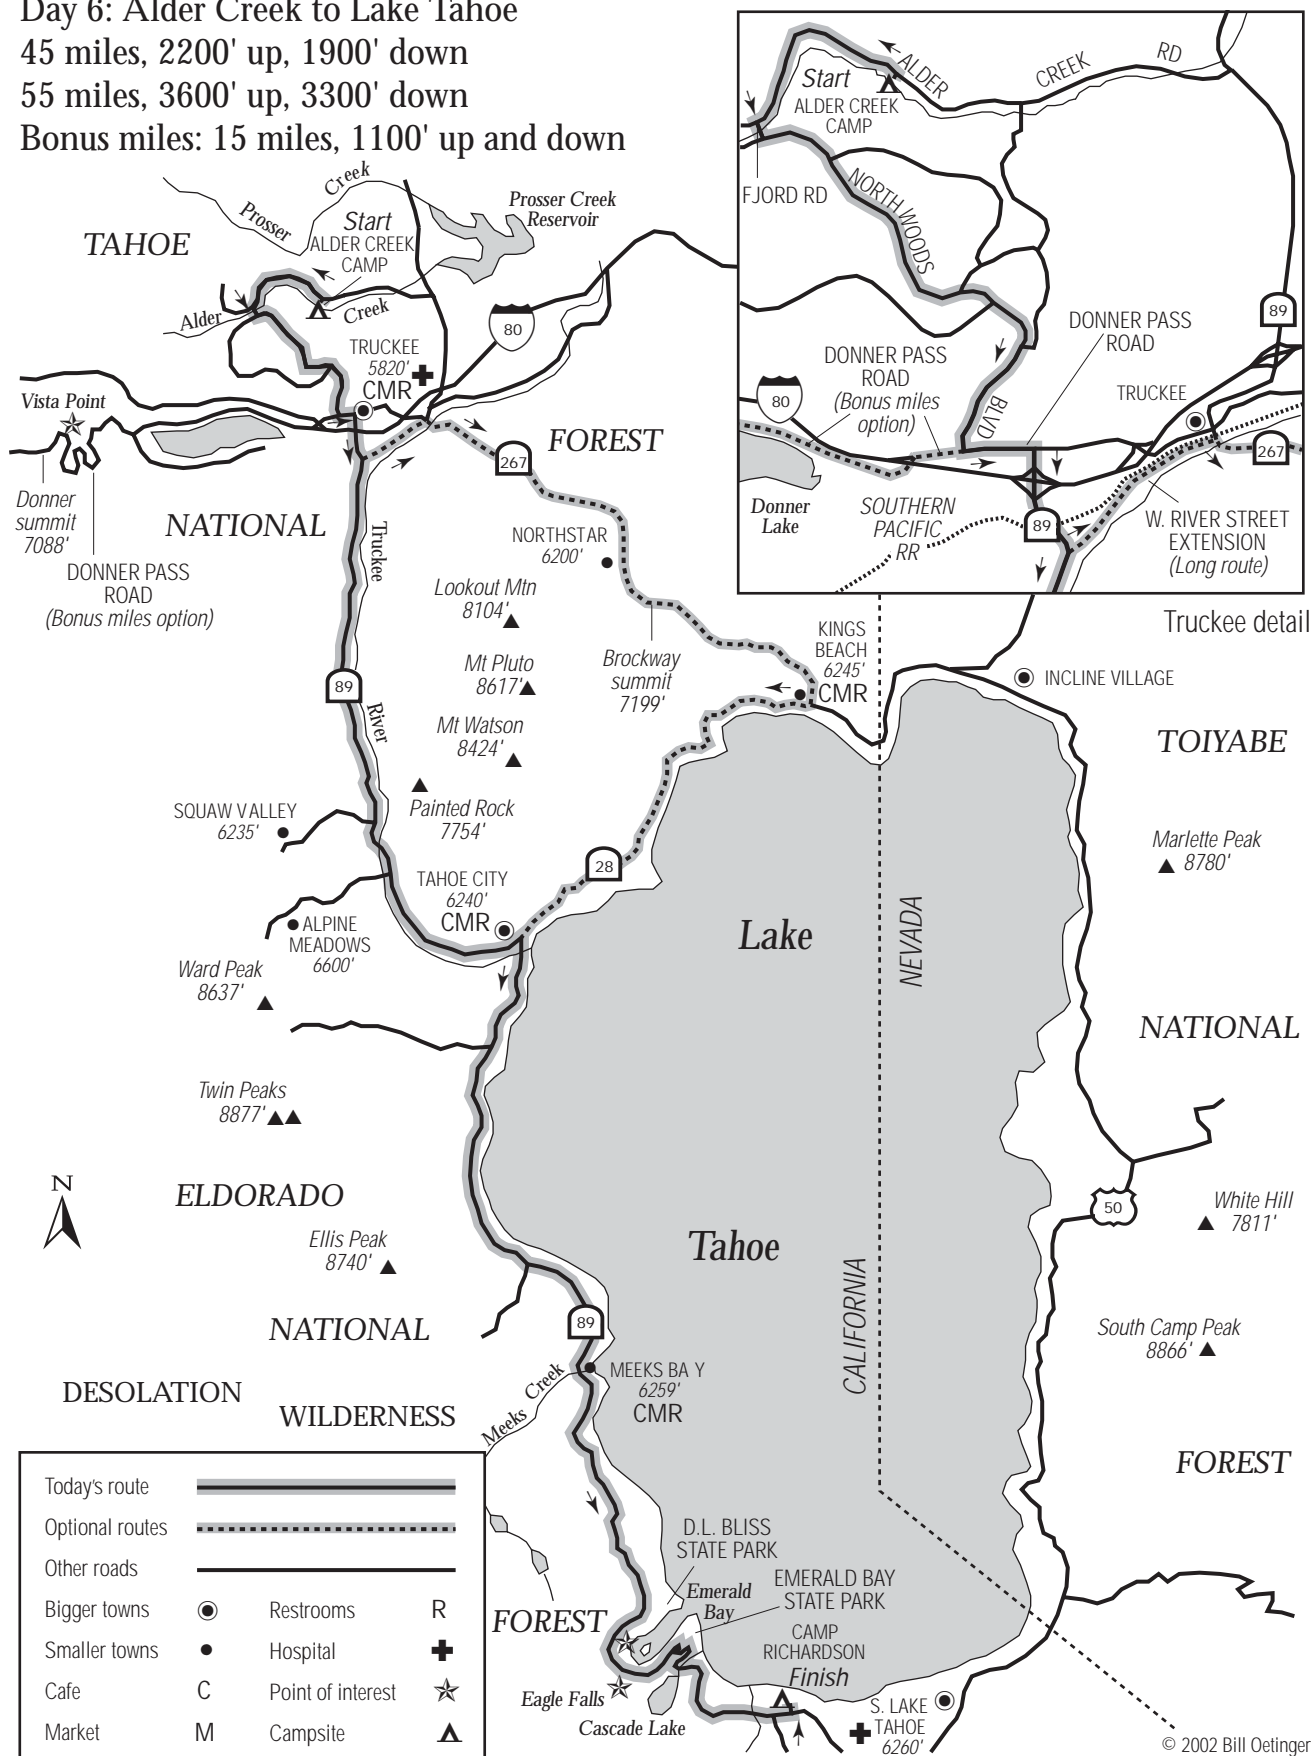 Day 6: Alder Creek to Lake Tahoe
45 miles, 2200' up, 1900' down
55 miles, 3600' up, 3300' down
Bonus miles: 15 miles, 1100' up and down
Creek
Prosser
Start
ALDER CREEK
CAMP
Prosser Creek
Reservoir
TAHOE
Alder
Creek
80
TRUCKEE
5820'
CMR
Vista Point
FOREST
267
Donner
summit
7088'
NATIONAL
DONNER PASS
ROAD
(Bonus miles option)
Truckee
NORTHSTAR
6200'
Lookout Mtn
8104'
Mt Pluto
8617'
Brockway
summit
7199'
KINGS
BEACH
6245'
CMR
89
River
Mt Watson
8424'
Painted Rock
7754'
SQUAW VALLEY
6235'
28
TAHOE CITY
6240'
CMR
ALPINE
MEADOWS
6600'
Ward Peak
8637'
Twin Peaks
8877'
N
ELDORADO
Ellis Peak
8740'
NATIONAL
89
DESOLATION
WILDERNESS
Meeks
Creek
MEEKS BA Y
6259'
CMR
Lake
Tahoe
NEVADA
CALIFORNIA
INCLINE VILLAGE
TOIYABE
Marlette Peak
8780'
NATIONAL
50
White Hill
7811'
South Camp Peak
8866'
FOREST
FOREST
D.L. BLISS
STATE PARK
Emerald
Bay
EMERALD BAY
STATE PARK
CAMP
RICHARDSON
Finish
Eagle Falls
Cascade Lake
S. LAKE
TAHOE
6260'
© 2002 Bill Oetinger
Today's route
Optional routes
Other roads
Bigger towns
Restrooms
R
Smaller towns
Hospital
Cafe
C
Point of interest
Market
M
Campsite
Start
ALDER CREEK
CAMP
ALDER
CREEK
RD
FJORD RD
NORTH WOODS
BLVD
89
DONNER PASS
ROAD
DONNER PASS
ROAD
(Bonus miles
option)
80
TRUCKEE
267
Donner
Lake
SOUTHERN
PACIFIC
RR
89
W. RIVER STREET
EXTENSION
(Long route)
Truckee detail